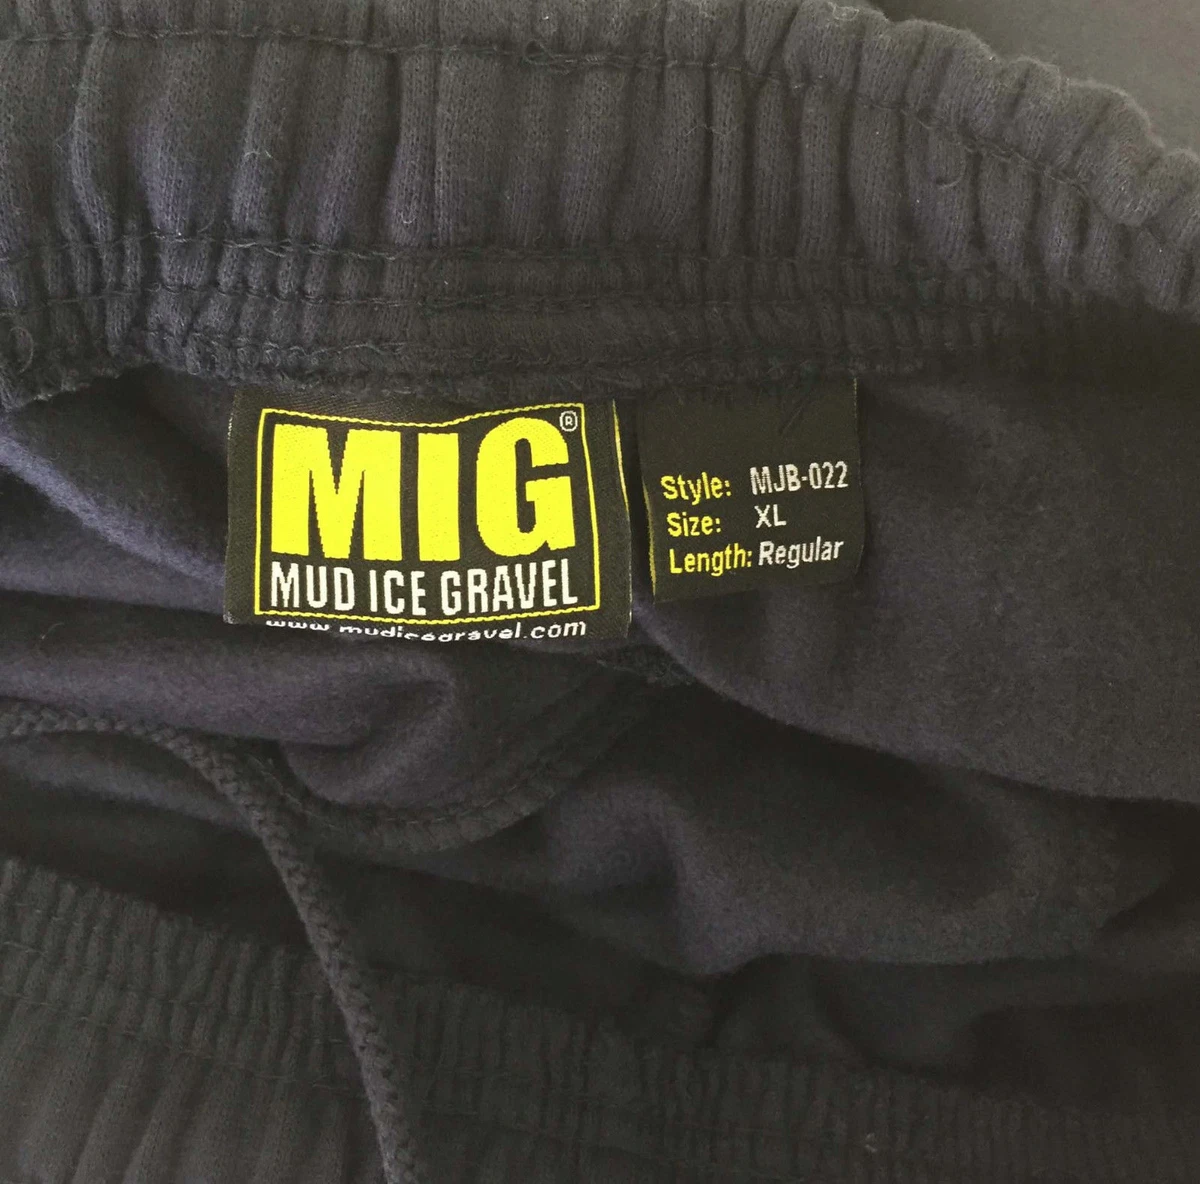 MIG®
MUD ICE GRAVEL
www.mudicegravel.com
Style: MJB-022
Size: XL
Length: Regular